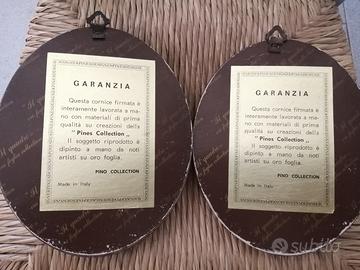 GARANZIA
Questa cornice firmata è
interamente lavorata a ma-
no con materiali di prima
qualità su creazioni della
"Pines Collection"
Il soggetto riprodotto è
dipinto a mano da noti
artisti su oro foglia.
PINO COLLECTION
Made in Italy
GARANZIA
Questa cornice firmata è
interamente lavorata a ma-
no con materiali di prima
qualità su creazioni della
"Pines Collection"
Il soggetto riprodotto è
dipinto a mano da noti
artisti su oro foglia.
PINO COLLECTION
Made in Italy
subito